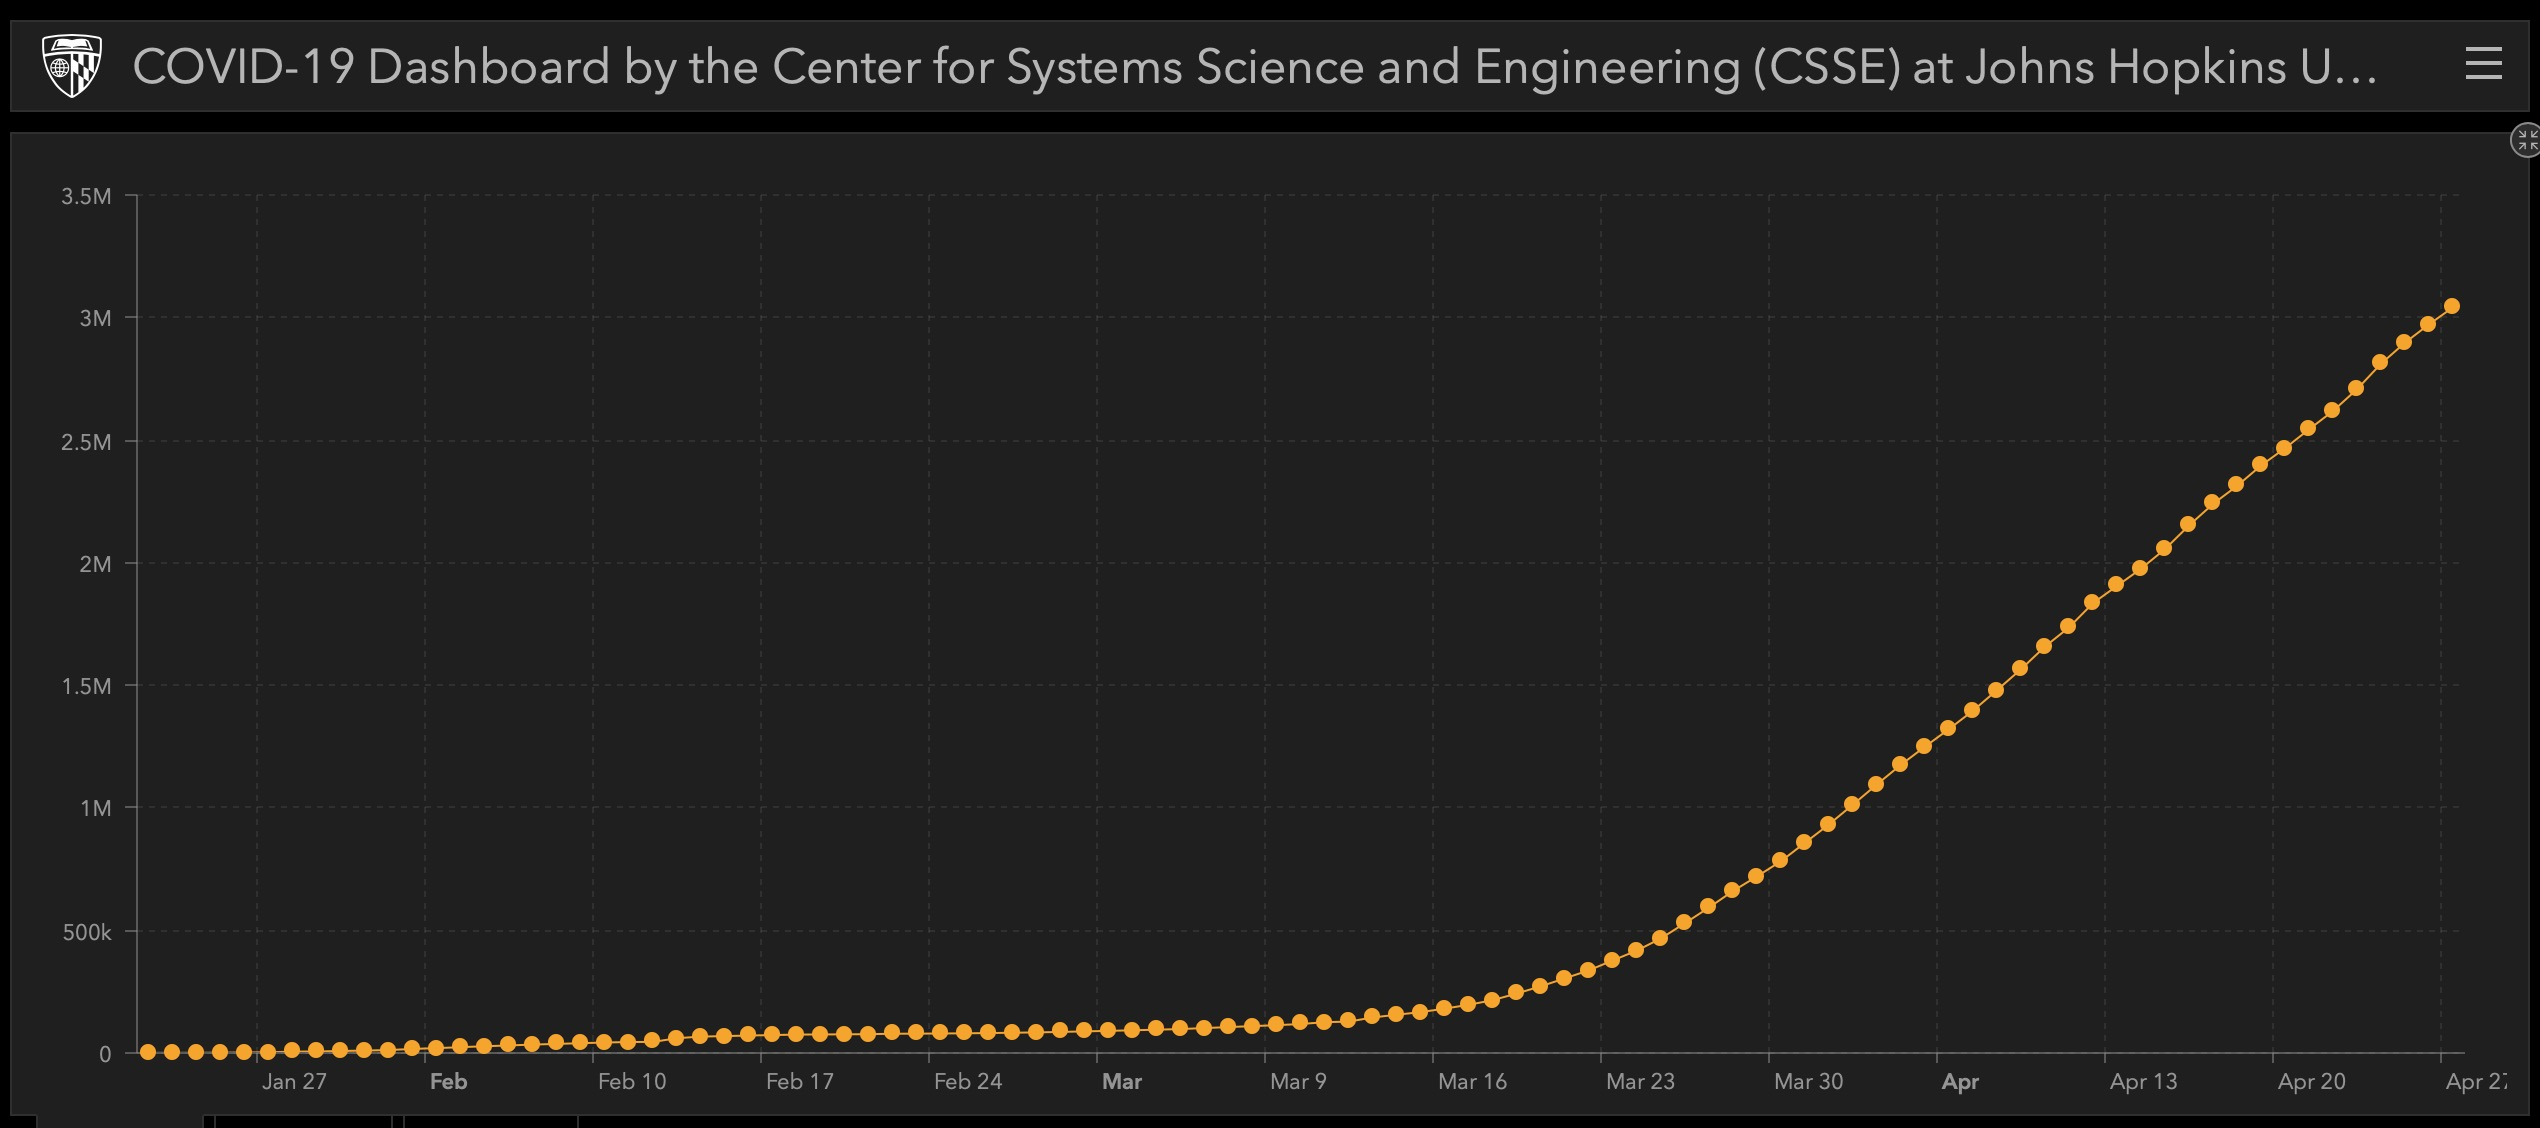 COVID-19 Dashboard by the Center for Systems Science and Engineering (CSSE) at Johns Hopkins U...
3.5M
3M
2.5M
2M
1.5M
1M
500k
0
Jan 27 Feb Feb 10 Feb 17 Feb 24 Mar Mar 9 Mar 16 Mar 23 Mar 30 Apr Apr 13 Apr 20 Apr 27